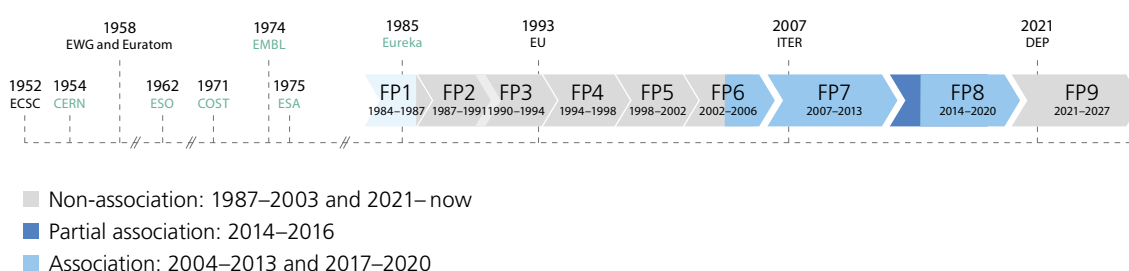 1958
EWG and Euratom
1974
EMBL
1985
Eureka
1993
EU
2007
ITER
2021
DEP
1952
ECSC
1954
CERN
1962
ESO
1971
COST
1975
ESA
FP1
1984–1987
FP2
1987–1991
FP3
1990–1994
FP4
1994–1998
FP5
1998–2002
FP6
2002–2006
FP7
2007–2013
FP8
2014–2020
FP9
2021–2027
Non-association: 1987–2003 and 2021– now
Partial association: 2014–2016
Association: 2004–2013 and 2017–2020